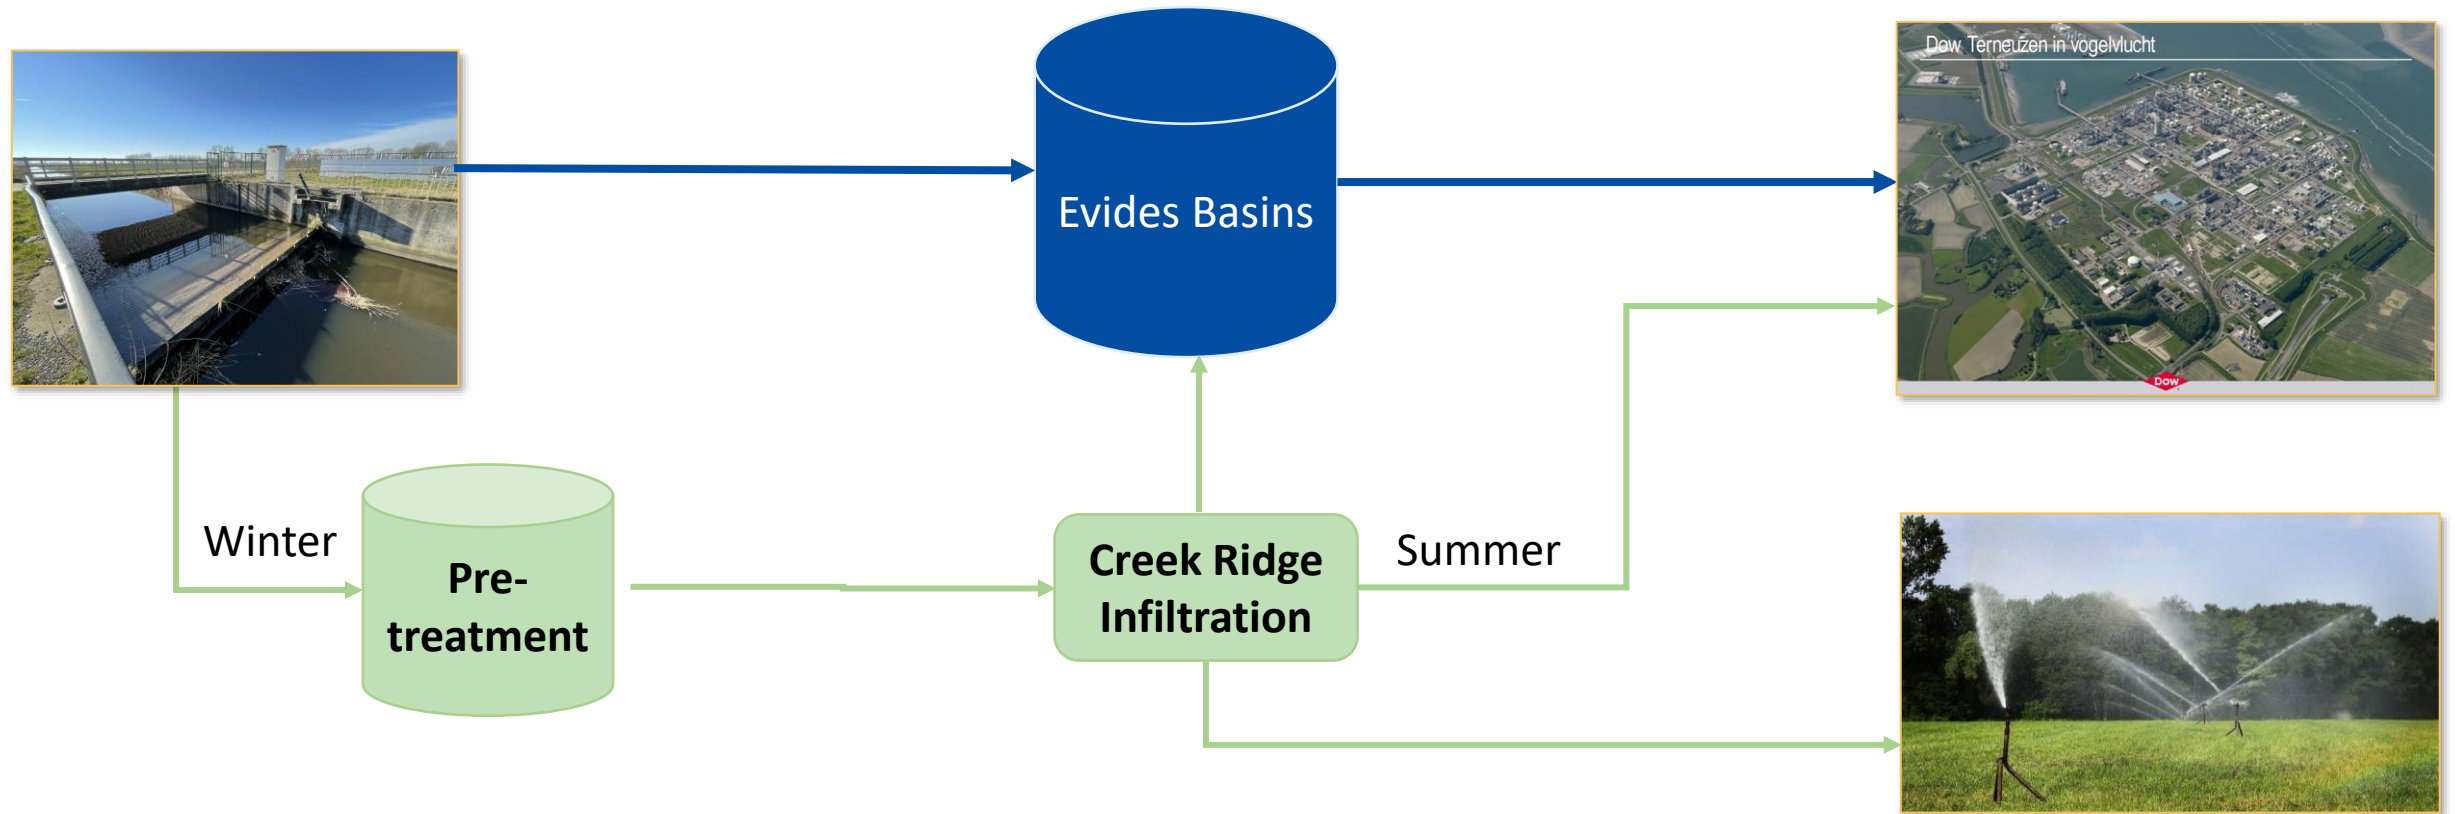 Dow Terneuzen in vogelvlucht
Evides Basins
Dow
Winter
Pre-
treatment
Creek Ridge
Infiltration
Summer